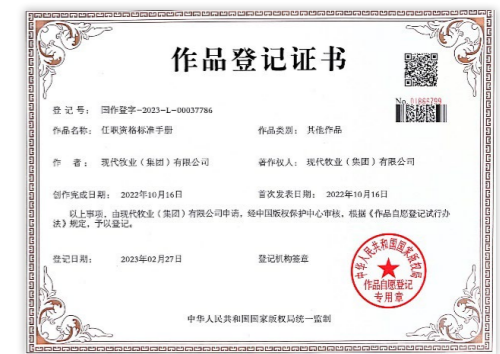 作品登记证书
No. 01864799
登 记 号： 国作登字-2023-L-00037786
作品名称： 任职资格标准手册 作品类别： 其他作品
作 者： 现代牧业（集团）有限公司 著作权人： 现代牧业（集团）有限公司
创作完成日期： 2022年10月16日 首次发表日期： 2022年10月16日
以上事项，由现代牧业（集团）有限公司申请，经中国版权保护中心审核，根据《作品自愿登记试行办
法》规定，予以登记。
登记日期： 2023年02月27日 登记机构签章
中华人民共和国国家版权局
作品自愿登记
专用章
中华人民共和国国家版权局统一监制